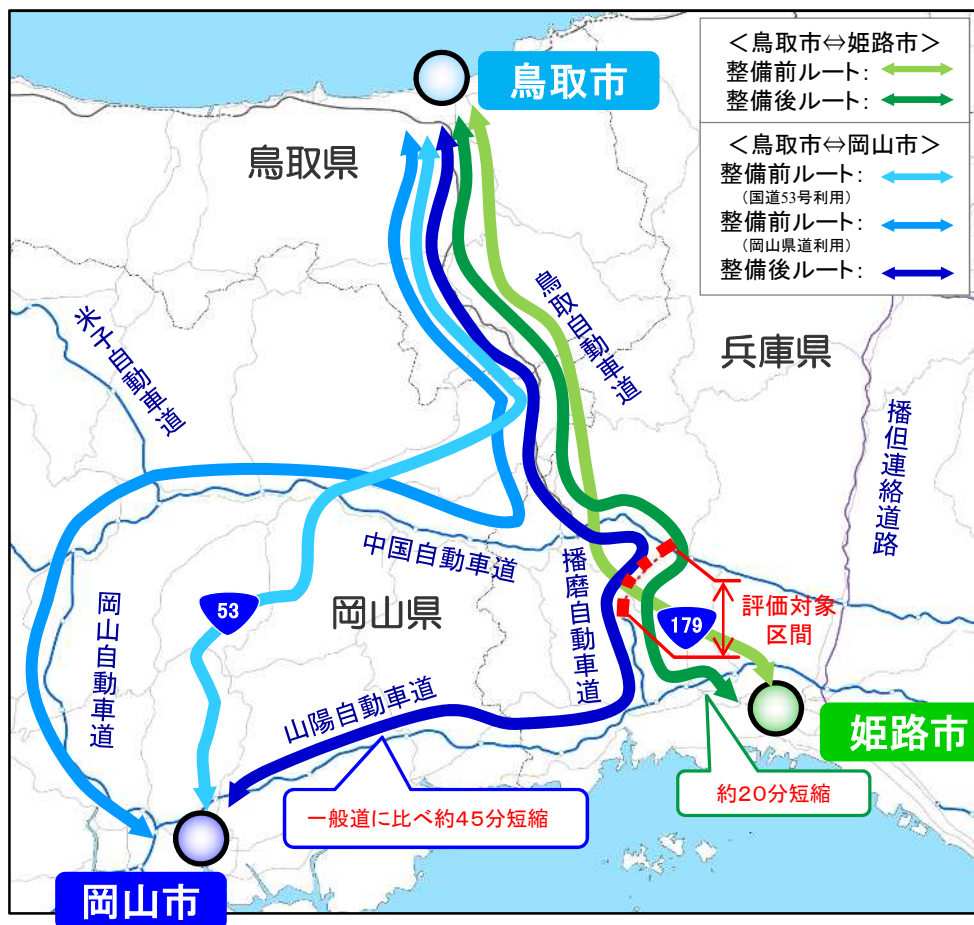 ＜鳥取市⇔姫路市＞
整備前ルート：
整備後ルート：
＜鳥取市⇔岡山市＞
整備前ルート：
（国道53号利用）
整備前ルート：
（岡山県道利用）
整備後ルート：
鳥取市
鳥取県
鳥取自動車道
兵庫県
米子自動車道
播但連絡道路
中国自動車道
播磨自動車道
岡山県
53
179
評価対象
区間
岡山自動車道
山陽自動車道
姫路市
約20分短縮
一般道に比べ約45分短縮
岡山市